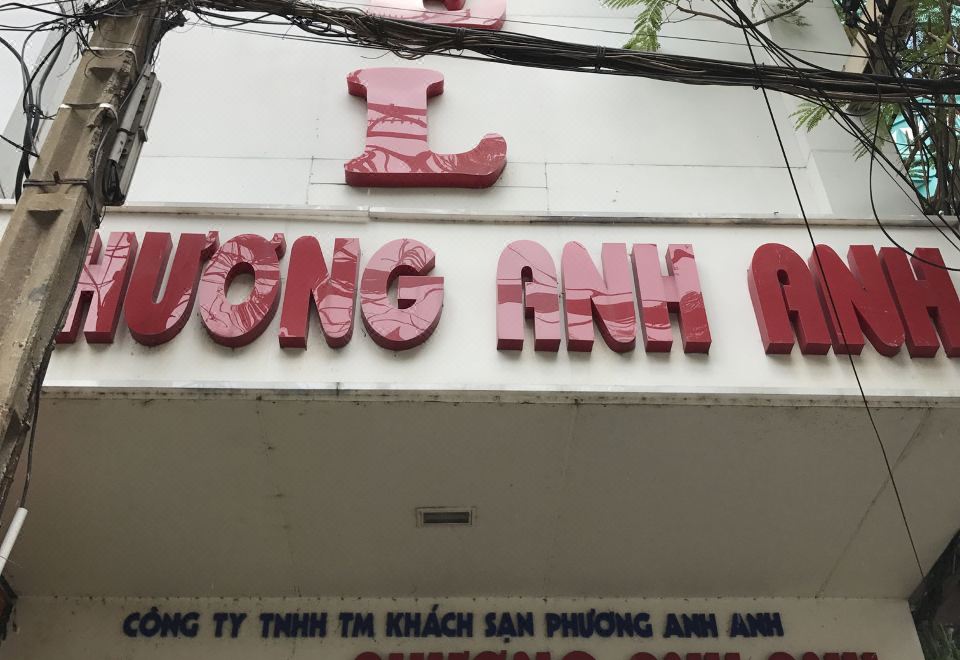 L
HƯƠNG ANH ANH
CÔNG TY TNHH TM KHÁCH SẠN PHƯƠNG ANH ANH